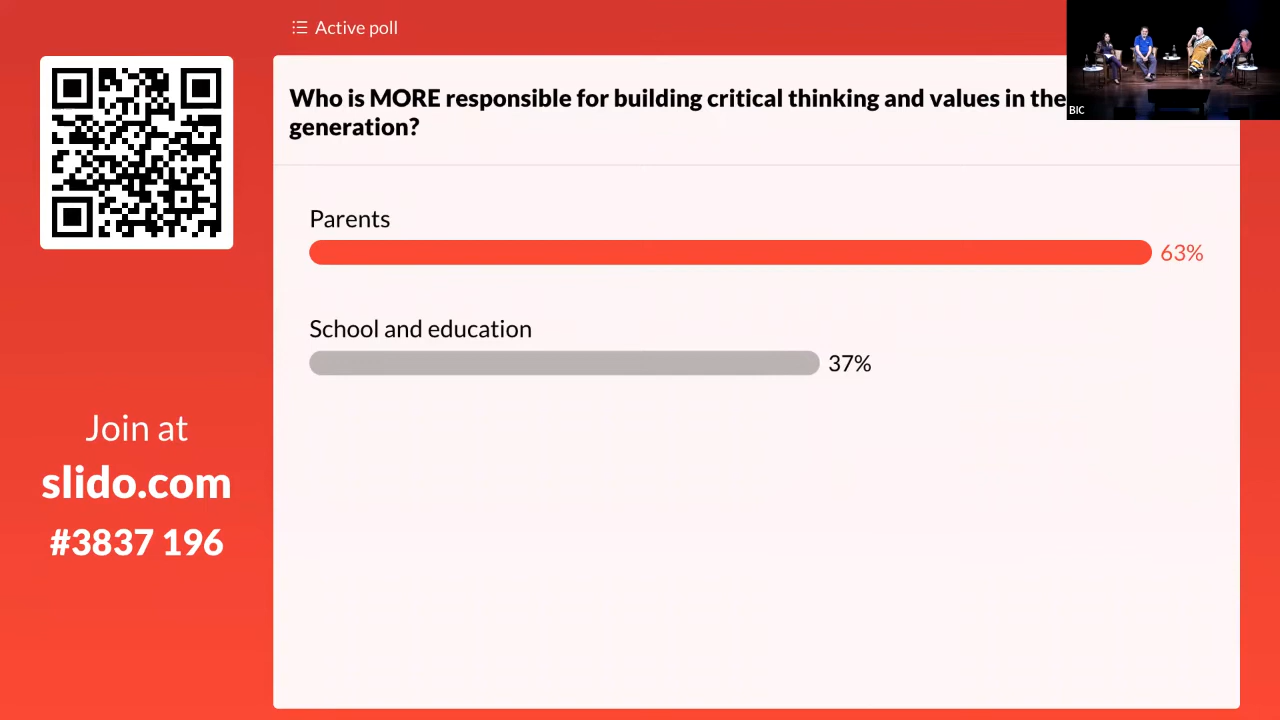 Active poll
BIC
Who is MORE responsible for building critical thinking and values in the
generation?
Parents
63%
School and education
37%
Join at
slido.com
#3837 196